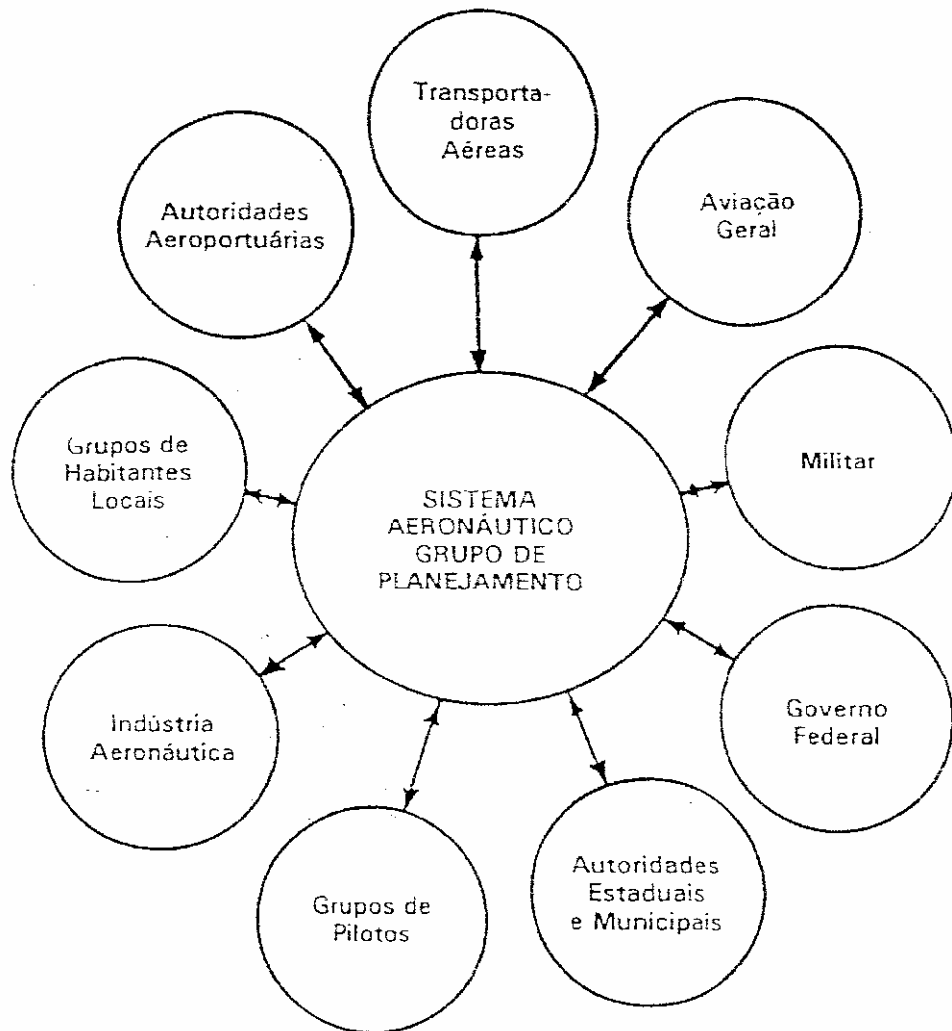 Transporta-
doras
Aéreas
Autoridades
Aeroportuárias
Aviação
Geral
Grupos de
Habitantes
Locais
Militar
SISTEMA
AERONÁUTICO
GRUPO DE
PLANEJAMENTO
Indústria
Aeronáutica
Governo
Federal
Grupos de
Pilotos
Autoridades
Estaduais
e Municipais